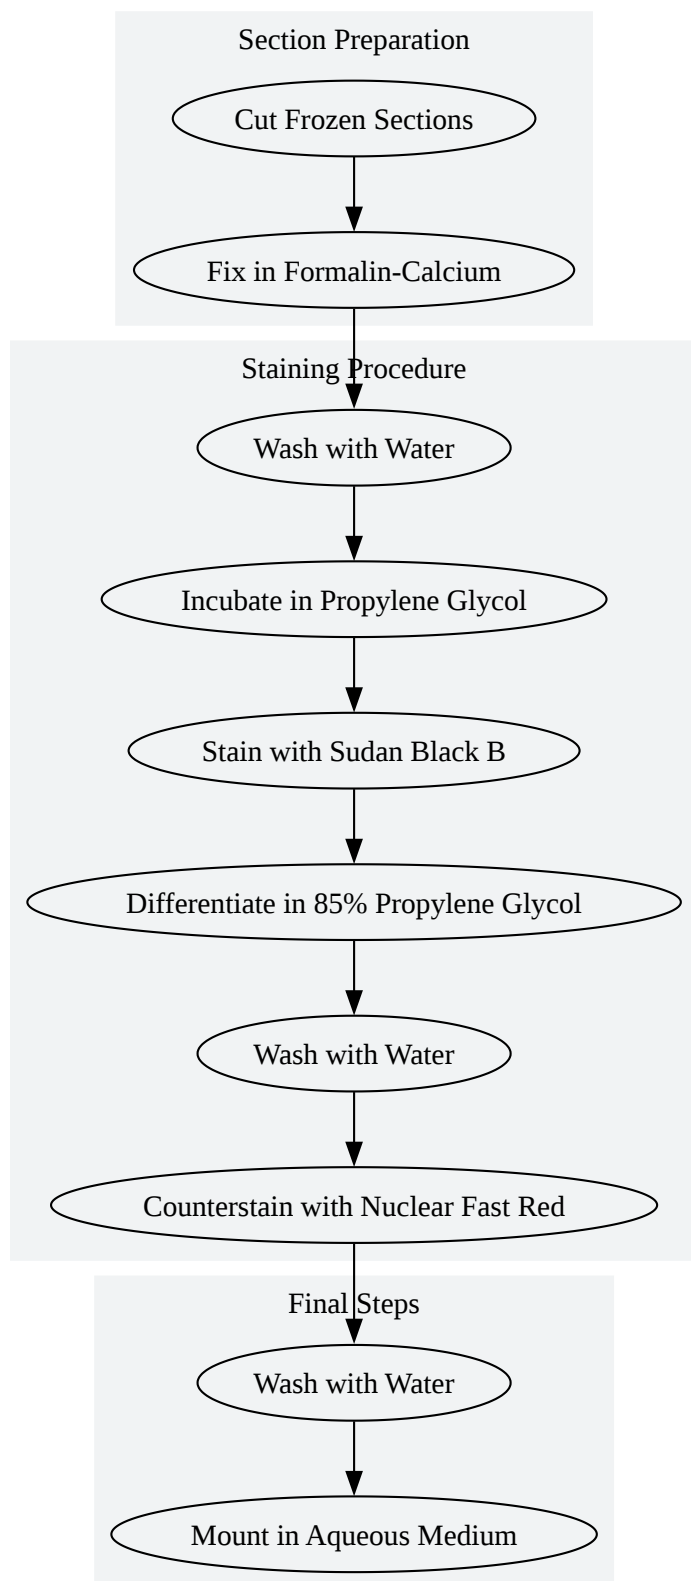 Section Preparation
Cut Frozen Sections
Fix in Formalin-Calcium
Staining Procedure
Wash with Water
Incubate in Propylene Glycol
Stain with Sudan Black B
Differentiate in 85% Propylene Glycol
Wash with Water
Counterstain with Nuclear Fast Red
Final Steps
Wash with Water
Mount in Aqueous Medium